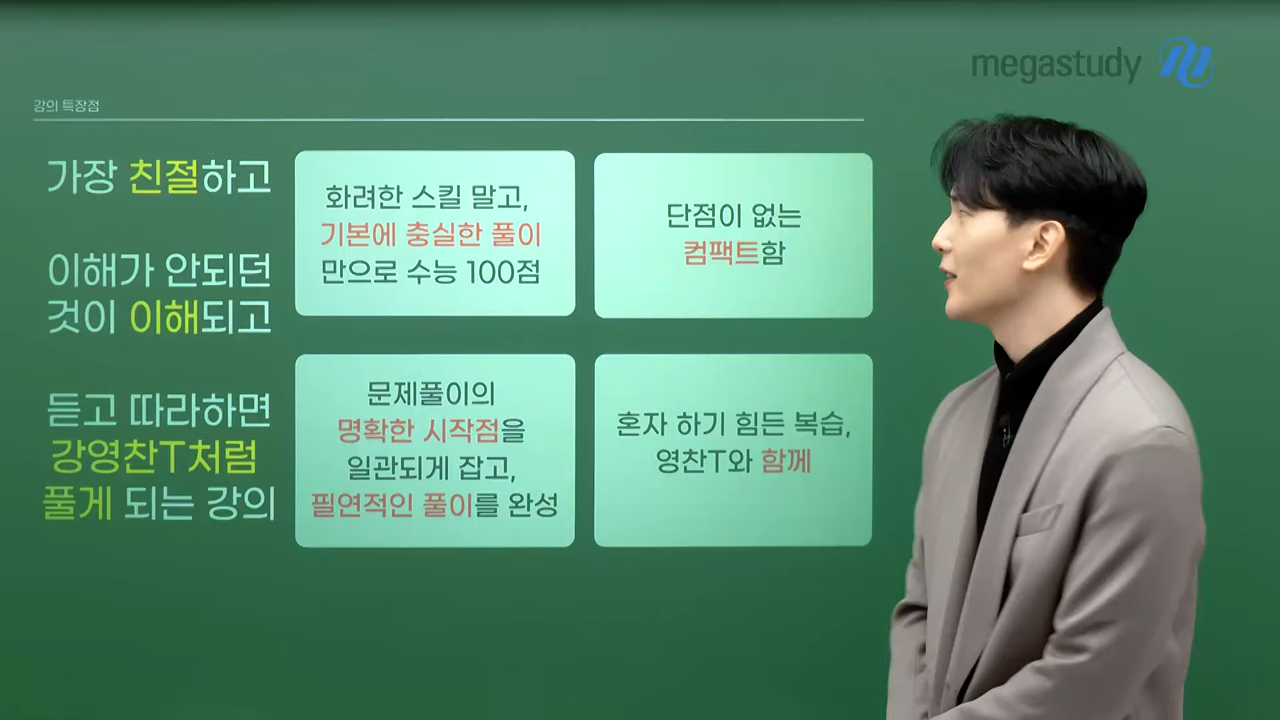 megastudy
강의 특장점
가장 친절하고
이해가 안되던
것이 이해되고
듣고 따라하면
강영찬T처럼
풀게 되는 강의
화려한 스킬 말고,
기본에 충실한 풀이
만으로 수능 100점
단점이 없는
컴팩트함
문제풀이의
명확한 시작점을
일관되게 잡고,
필연적인 풀이를 완성
혼자 하기 힘든 복습,
영찬T와 함께